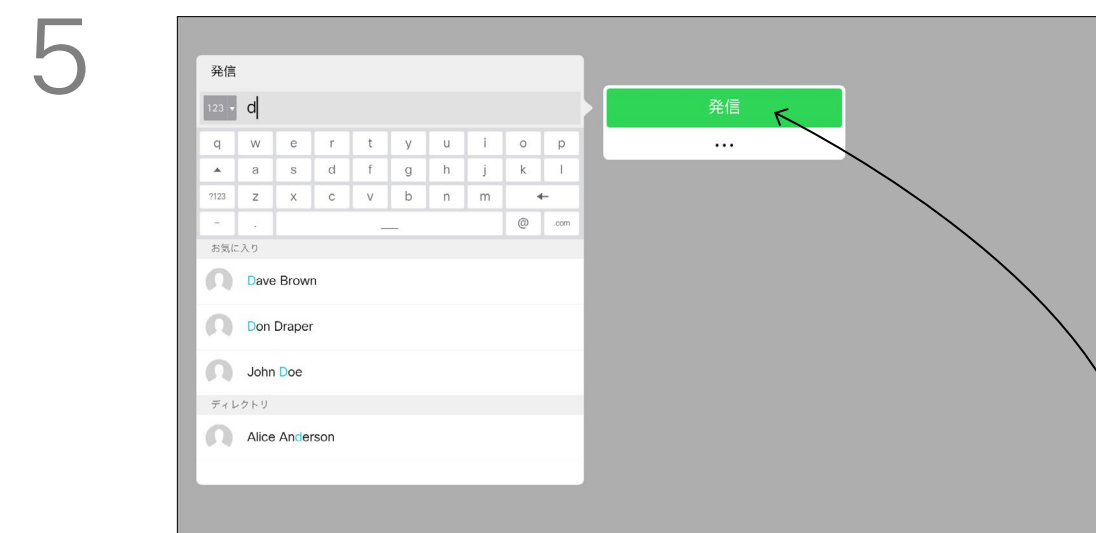 5
発信
123 d
発信
q w e r t y u i o p
...
a s d f g h j k l
?123 z x c v b n m
- . @ .com
お気に入り
Dave Brown
Don Draper
John Doe
ディレクトリ
Alice Anderson